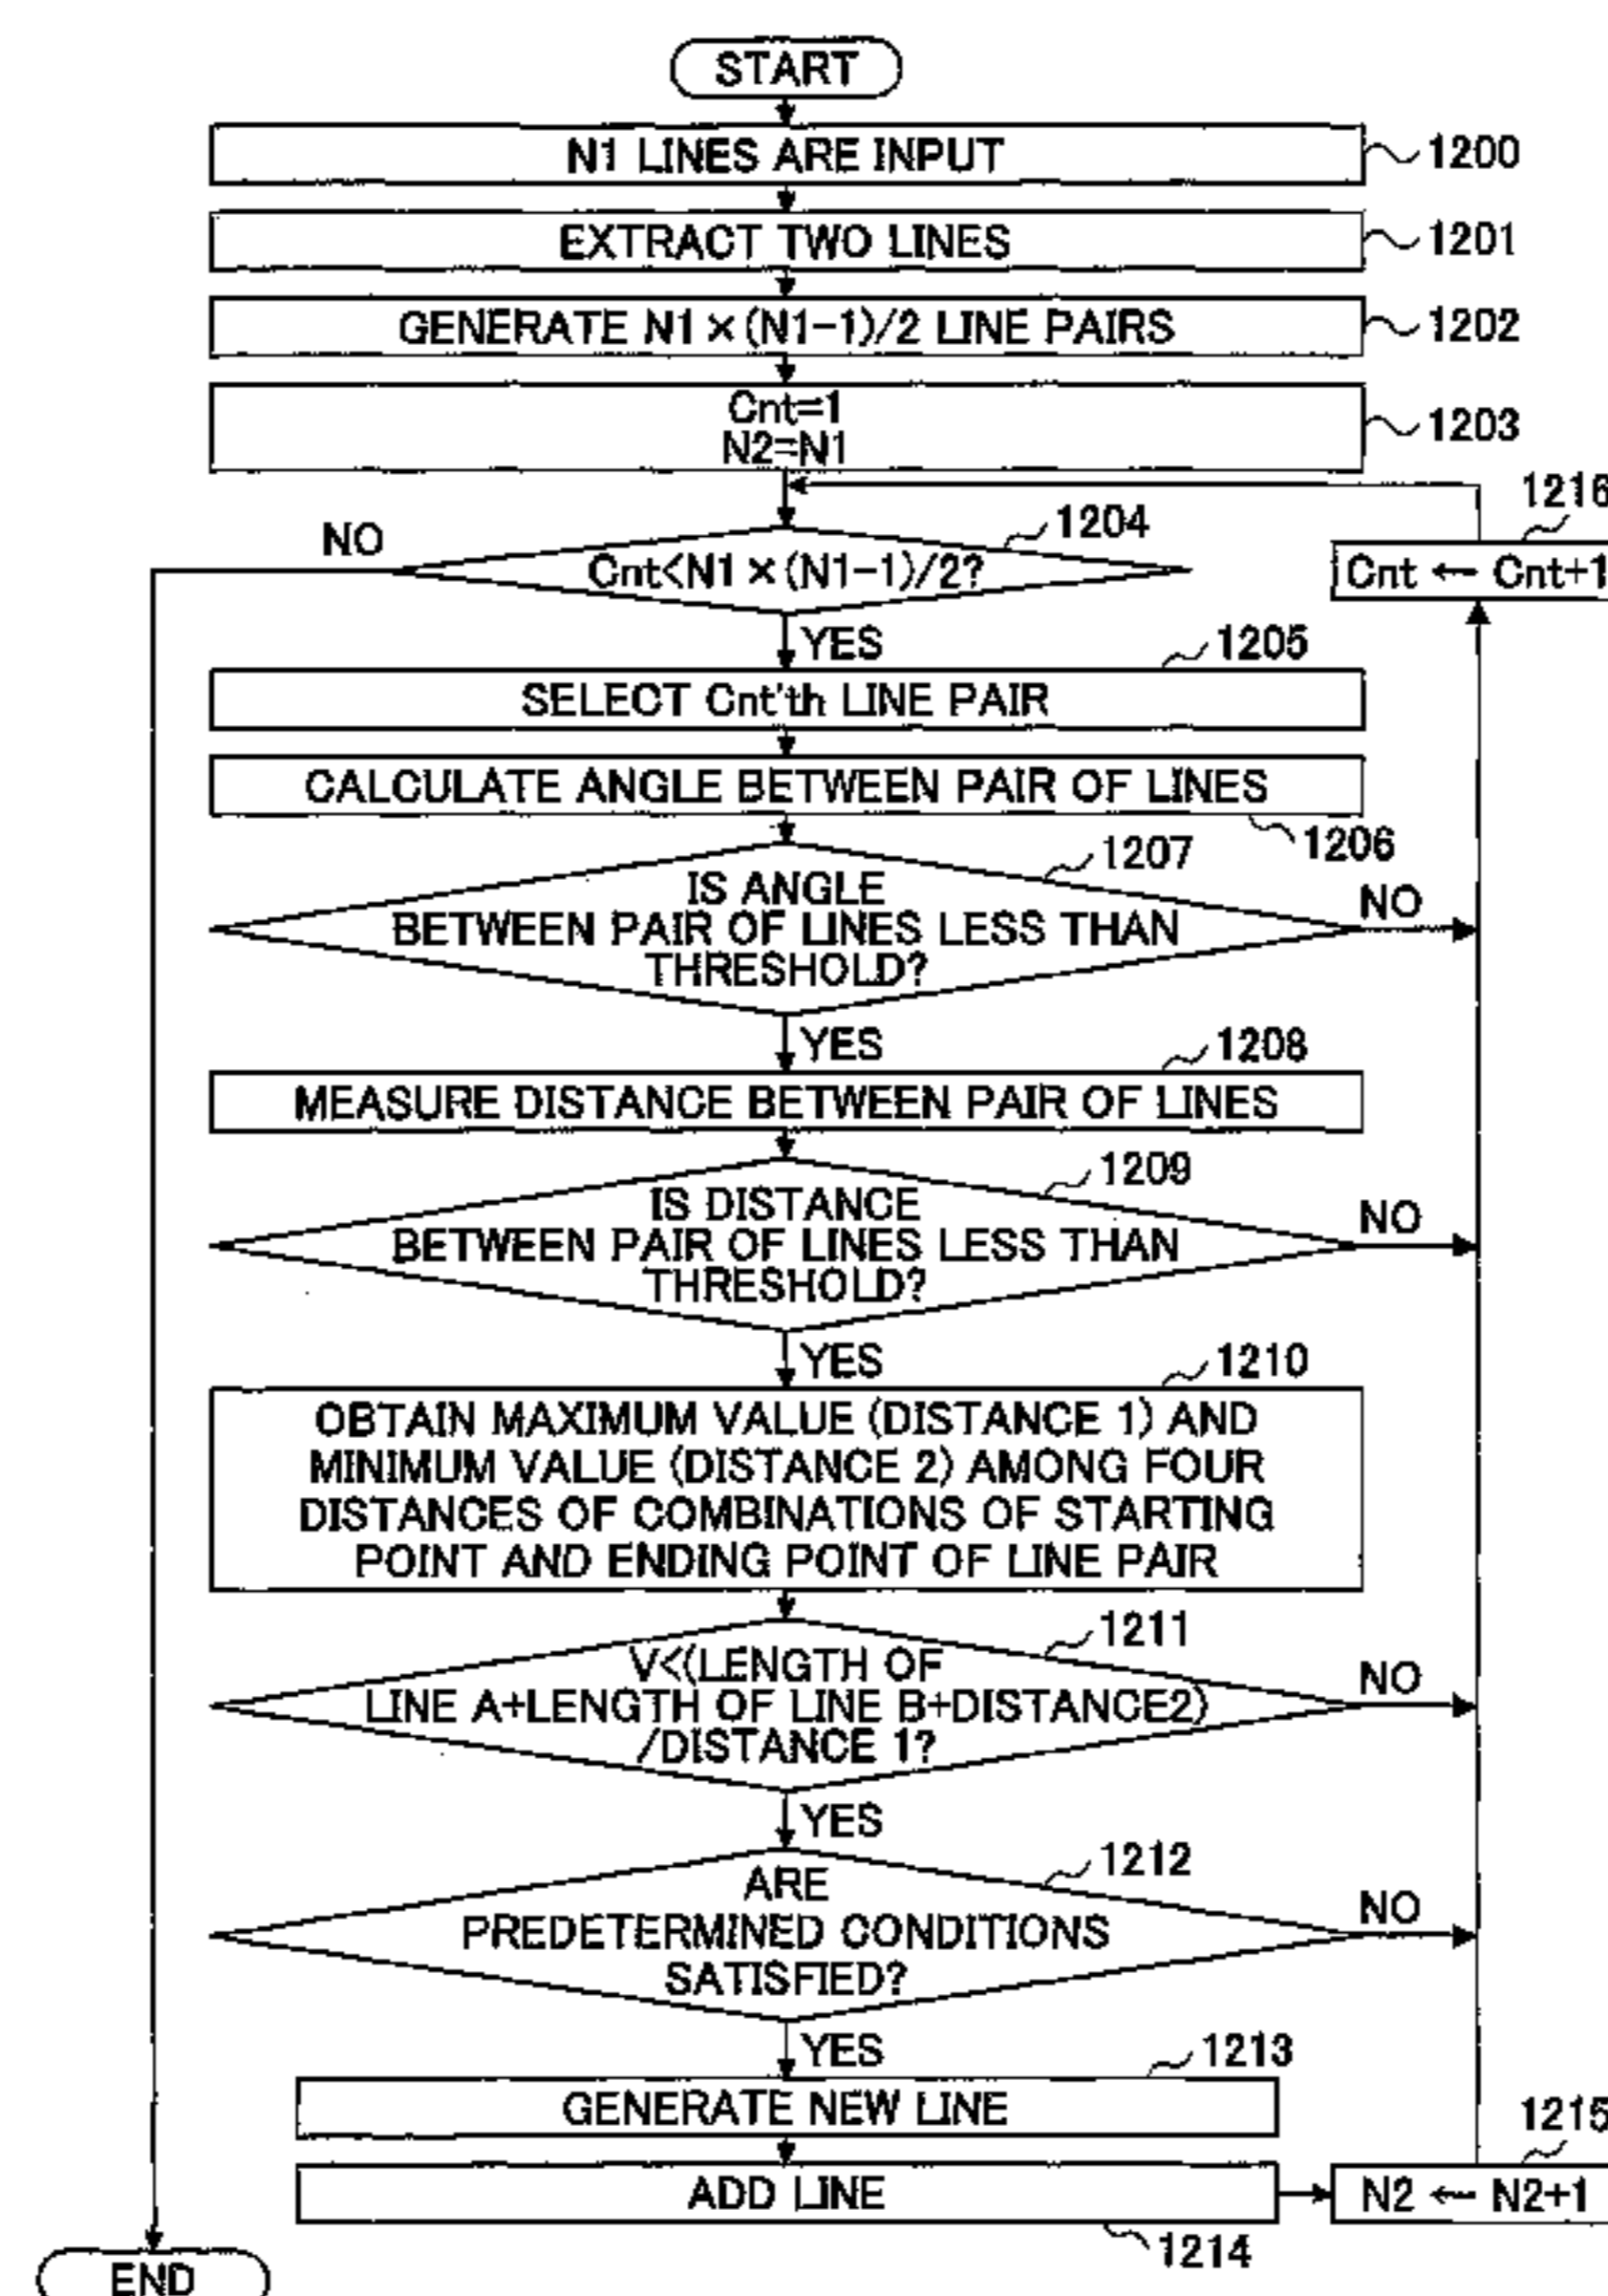 START
N1 LINES ARE INPUT
1200
EXTRACT TWO LINES
1201
GENERATE N1×(N1-1)/2 LINE PAIRS
1202
Cnt=1
N2=N1
1203
1216
NO
1204
Cnt<N1×(N1-1)/2?
Cnt ← Cnt+1
YES
1205
SELECT Cnt'th LINE PAIR
CALCULATE ANGLE BETWEEN PAIR OF LINES
1206
1207
IS ANGLE
BETWEEN PAIR OF LINES LESS THAN
THRESHOLD?
NO
YES
1208
MEASURE DISTANCE BETWEEN PAIR OF LINES
1209
IS DISTANCE
BETWEEN PAIR OF LINES LESS THAN
THRESHOLD?
NO
YES
1210
OBTAIN MAXIMUM VALUE (DISTANCE 1) AND
MINIMUM VALUE (DISTANCE 2) AMONG FOUR
DISTANCES OF COMBINATIONS OF STARTING
POINT AND ENDING POINT OF LINE PAIR
1211
V<(LENGTH OF
LINE A+LENGTH OF LINE B+DISTANCE2)
/DISTANCE 1?
NO
YES
1212
ARE
PREDETERMINED CONDITIONS
SATISFIED?
NO
YES
1213
GENERATE NEW LINE
1215
ADD LINE
N2 ← N2+1
1214
END